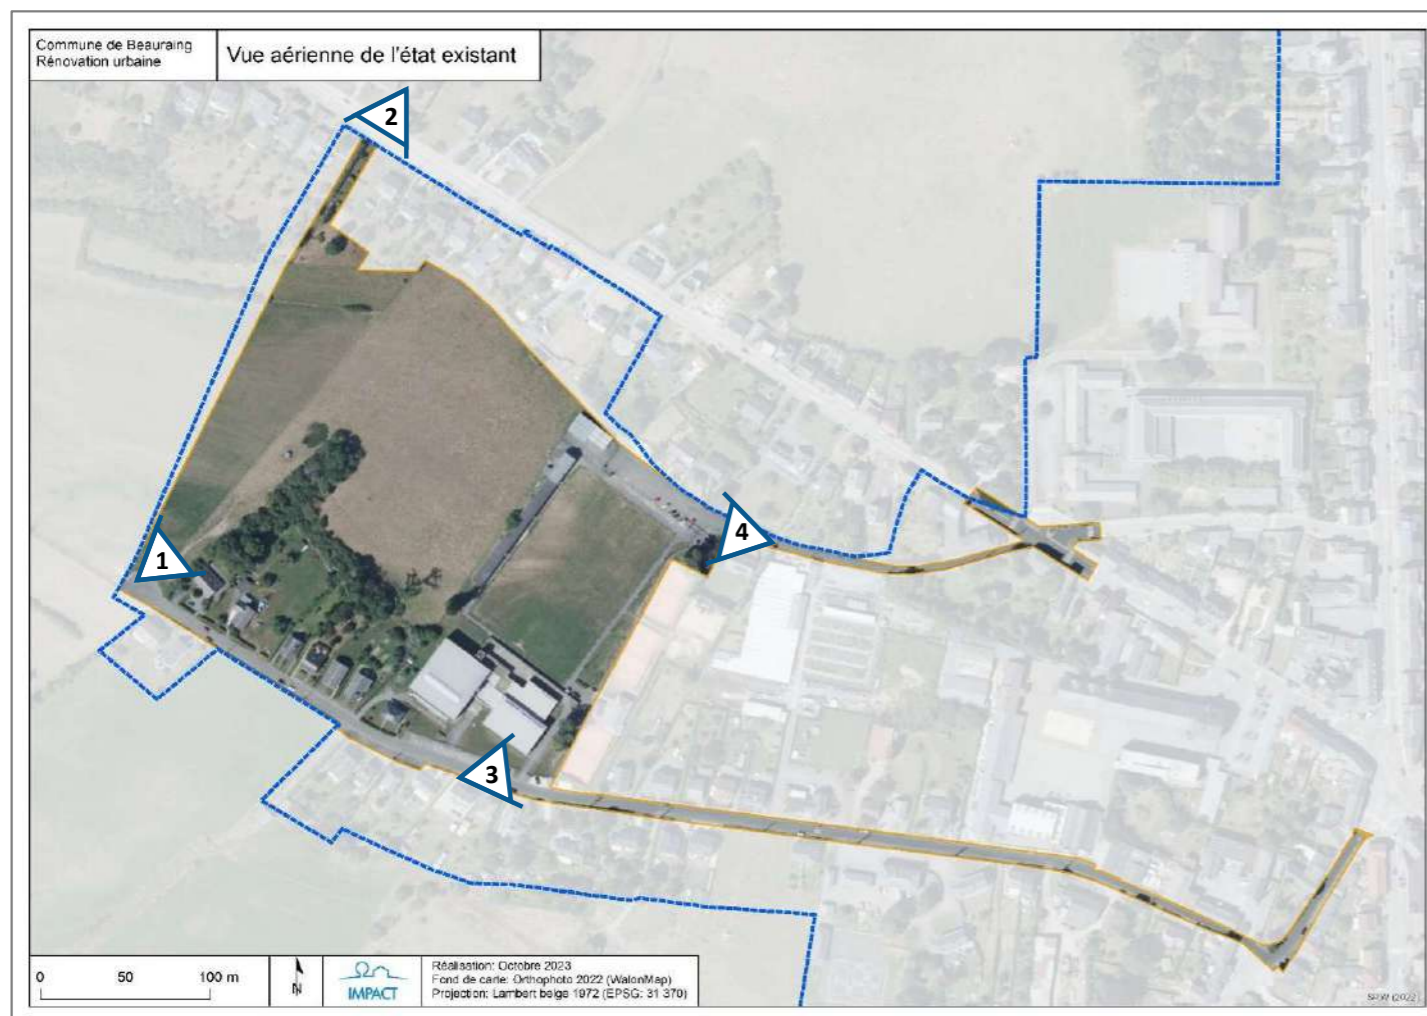 Commune de Beauraing
Rénovation urbaine
Vue aérienne de l'état existant
2
1
4
3
0 50 100 m
N
IMPACT
Réalisation: Octobre 2023
Fond de carte: Orthophoto 2022 (WalonMap)
Projection: Lambert belge 1972 (EPSG: 31 370)
SPW (2022)